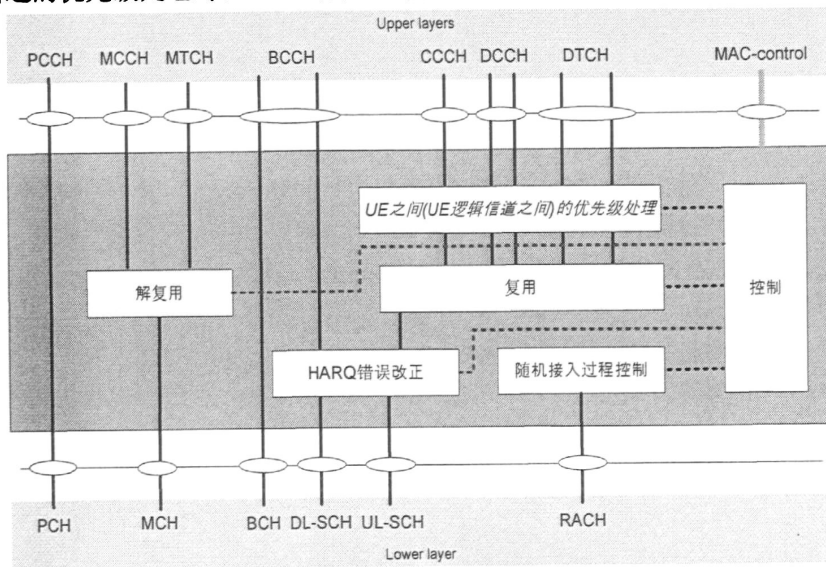 Upper layers
PCCH MCCH MTCH BCCH CCCH DCCH DTCH MAC-control
UE之间(UE逻辑信道之间)的优先级处理
解复用 复用 控制
HARQ错误改正 随机接入过程控制
PCH MCH BCH DL-SCH UL-SCH RACH
Lower layer